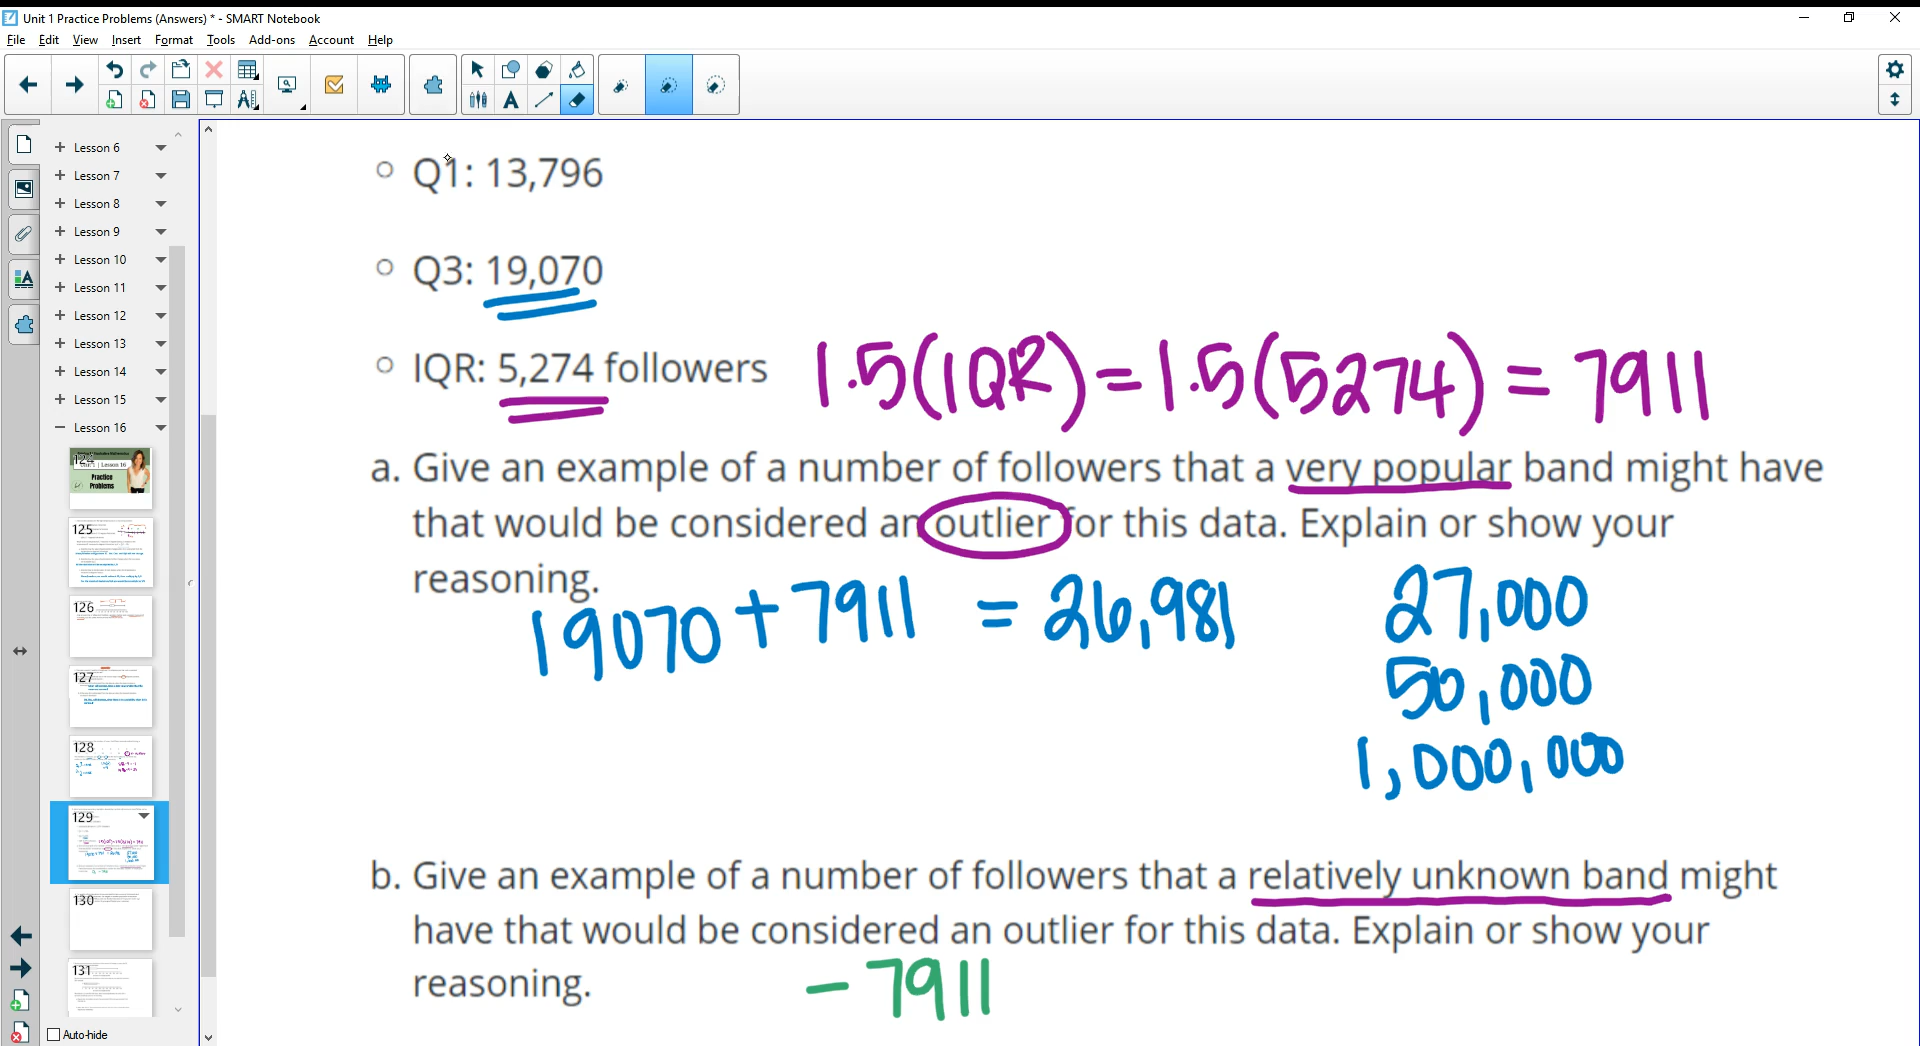 Unit 1 Practice Problems (Answers) * - SMART Notebook
File Edit View Insert Format Tools Add-ons Account Help
Lesson 6
Lesson 7
Lesson 8
Lesson 9
Lesson 10
Lesson 11
Lesson 12
Lesson 13
Lesson 14
Lesson 15
Lesson 16
124
Lesson 16
Practice
Problems
125
126
127
128
129
130
131
Auto-hide
Q1: 13,796
Q3: 19,070
IQR: 5,274 followers 1.5(IQR) = 1.5(5274) = 7911
a. Give an example of a number of followers that a very popular band might have
that would be considered an outlier for this data. Explain or show your
reasoning.
19070 + 7911 = 26,981
27,000
50,000
1,000,000
b. Give an example of a number of followers that a relatively unknown band might
have that would be considered an outlier for this data. Explain or show your
reasoning.
- 7911